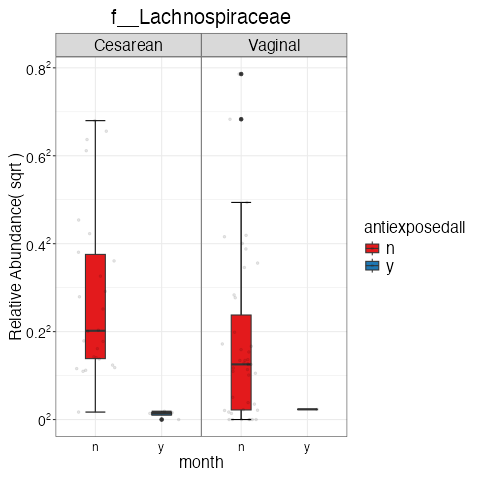 f__Lachnospiraceae
Cesarean
Vaginal
0.8²
0.6²
0.4²
0.2²
0²
Relative Abundance( sqrt )
n
y
n
y
month
antiexposedall
n
y